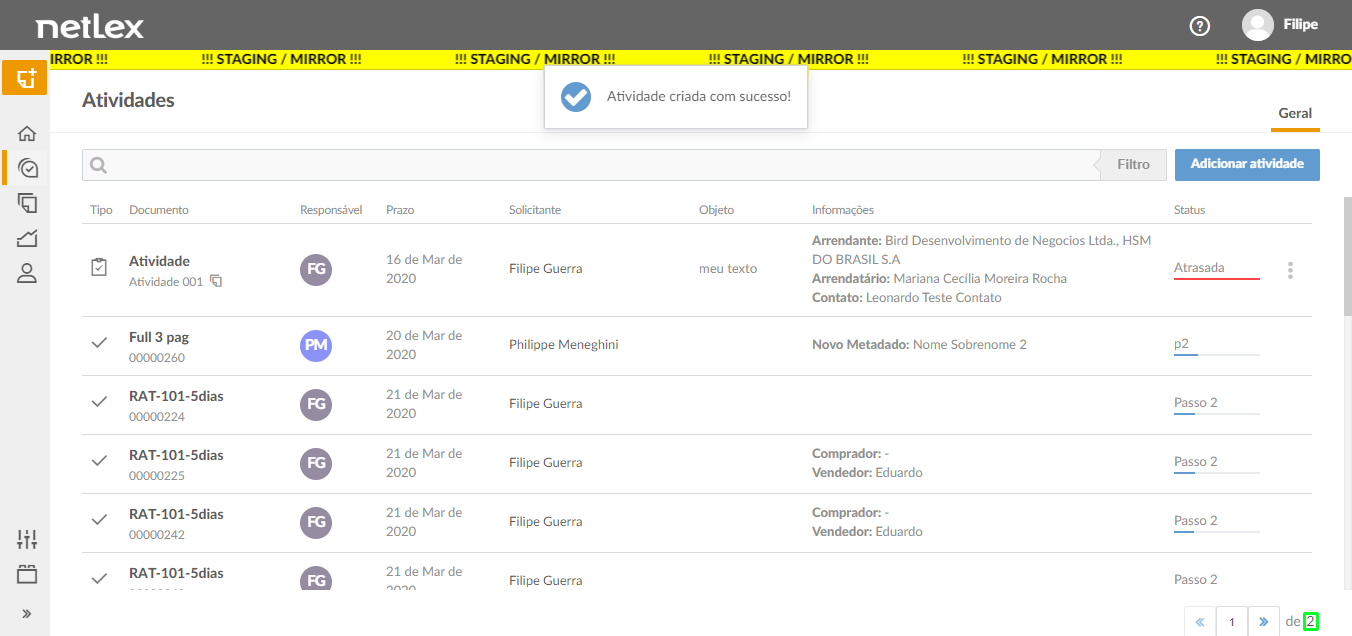 netlex
Filipe
IRROR !!! !!! STAGING / MIRROR !!! !!! STAGING / MIRROR !!! !!! STAGING / MIRROR !!! !!! STAGING / MIRROR !!! !!! STAGING / MIRRO
Atividade criada com sucesso!
Atividades
Geral
Filtro
Adicionar atividade
Tipo Documento Responsável Prazo Solicitante Objeto Informações Status
Atividade
Atividade 001
FG
16 de Mar de
2020
Filipe Guerra
meu texto
Arrendante: Bird Desenvolvimento de Negocios Ltda., HSM
DO BRASIL S.A
Arrendatário: Mariana Cecília Moreira Rocha
Contato: Leonardo Teste Contato
Atrasada
Full 3 pag
00000260
PM
20 de Mar de
2020
Philippe Meneghini
Novo Metadado: Nome Sobrenome 2
p2
RAT-101-5dias
00000224
FG
21 de Mar de
2020
Filipe Guerra
Passo 2
RAT-101-5dias
00000225
FG
21 de Mar de
2020
Filipe Guerra
Comprador: -
Vendedor: Eduardo
Passo 2
RAT-101-5dias
00000242
FG
21 de Mar de
2020
Filipe Guerra
Comprador: -
Vendedor: Eduardo
Passo 2
RAT-101-5dias
FG
21 de Mar de
2020
Filipe Guerra
Passo 2
« 1 » de 2